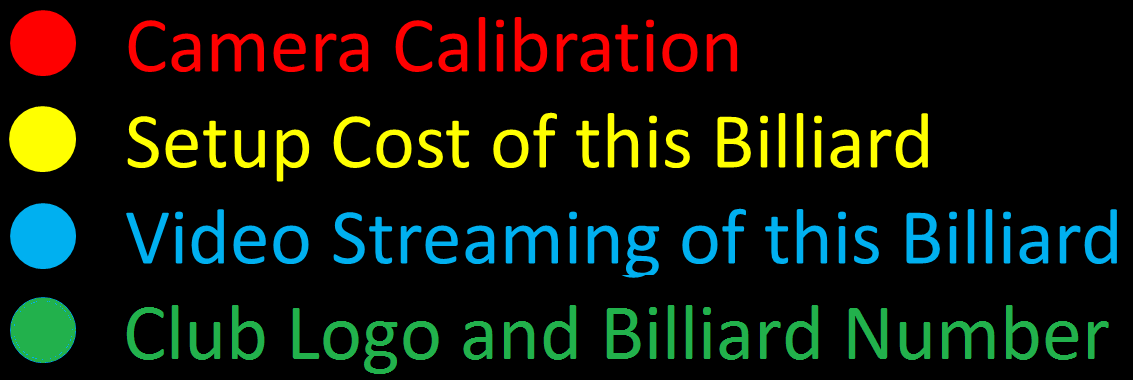 Camera Calibration
Setup Cost of this Billiard
Video Streaming of this Billiard
Club Logo and Billiard Number